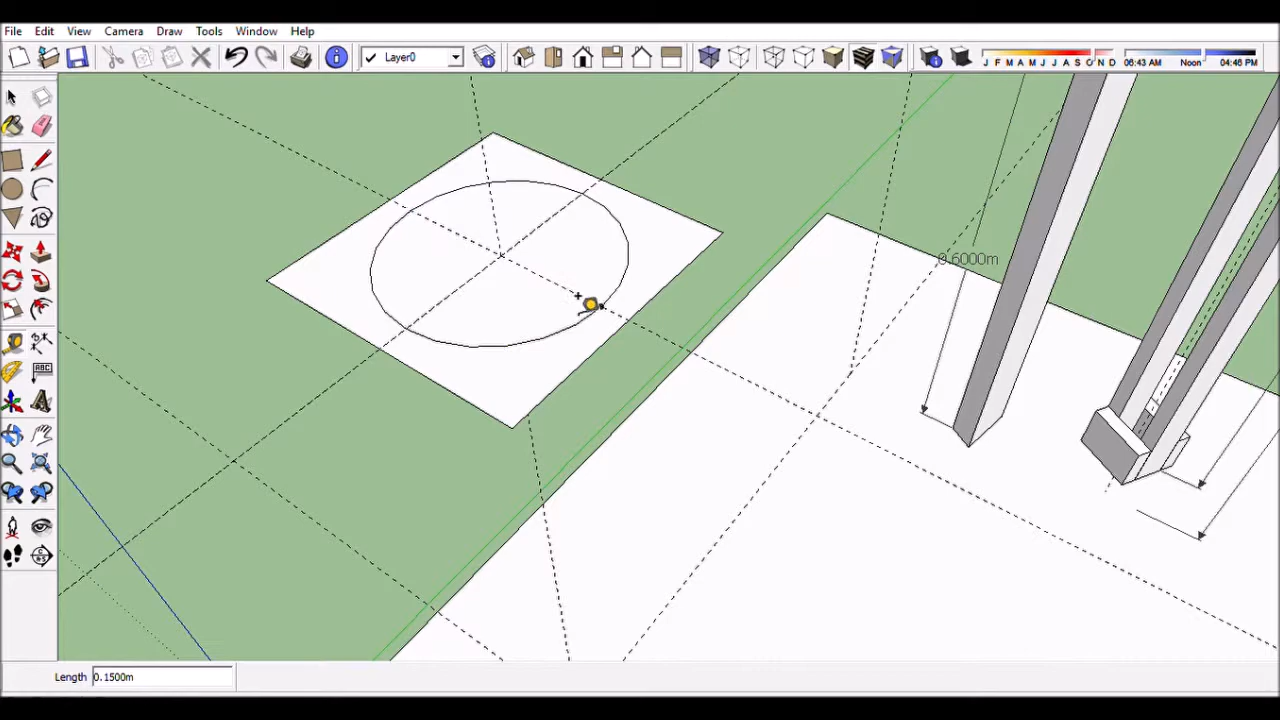 File Edit View Camera Draw Tools Window Help
Layer0
J F M A M J J A S O N D 06:43 AM Noon 04:46 PM
ABC
0.6000m
Length 0.1500m